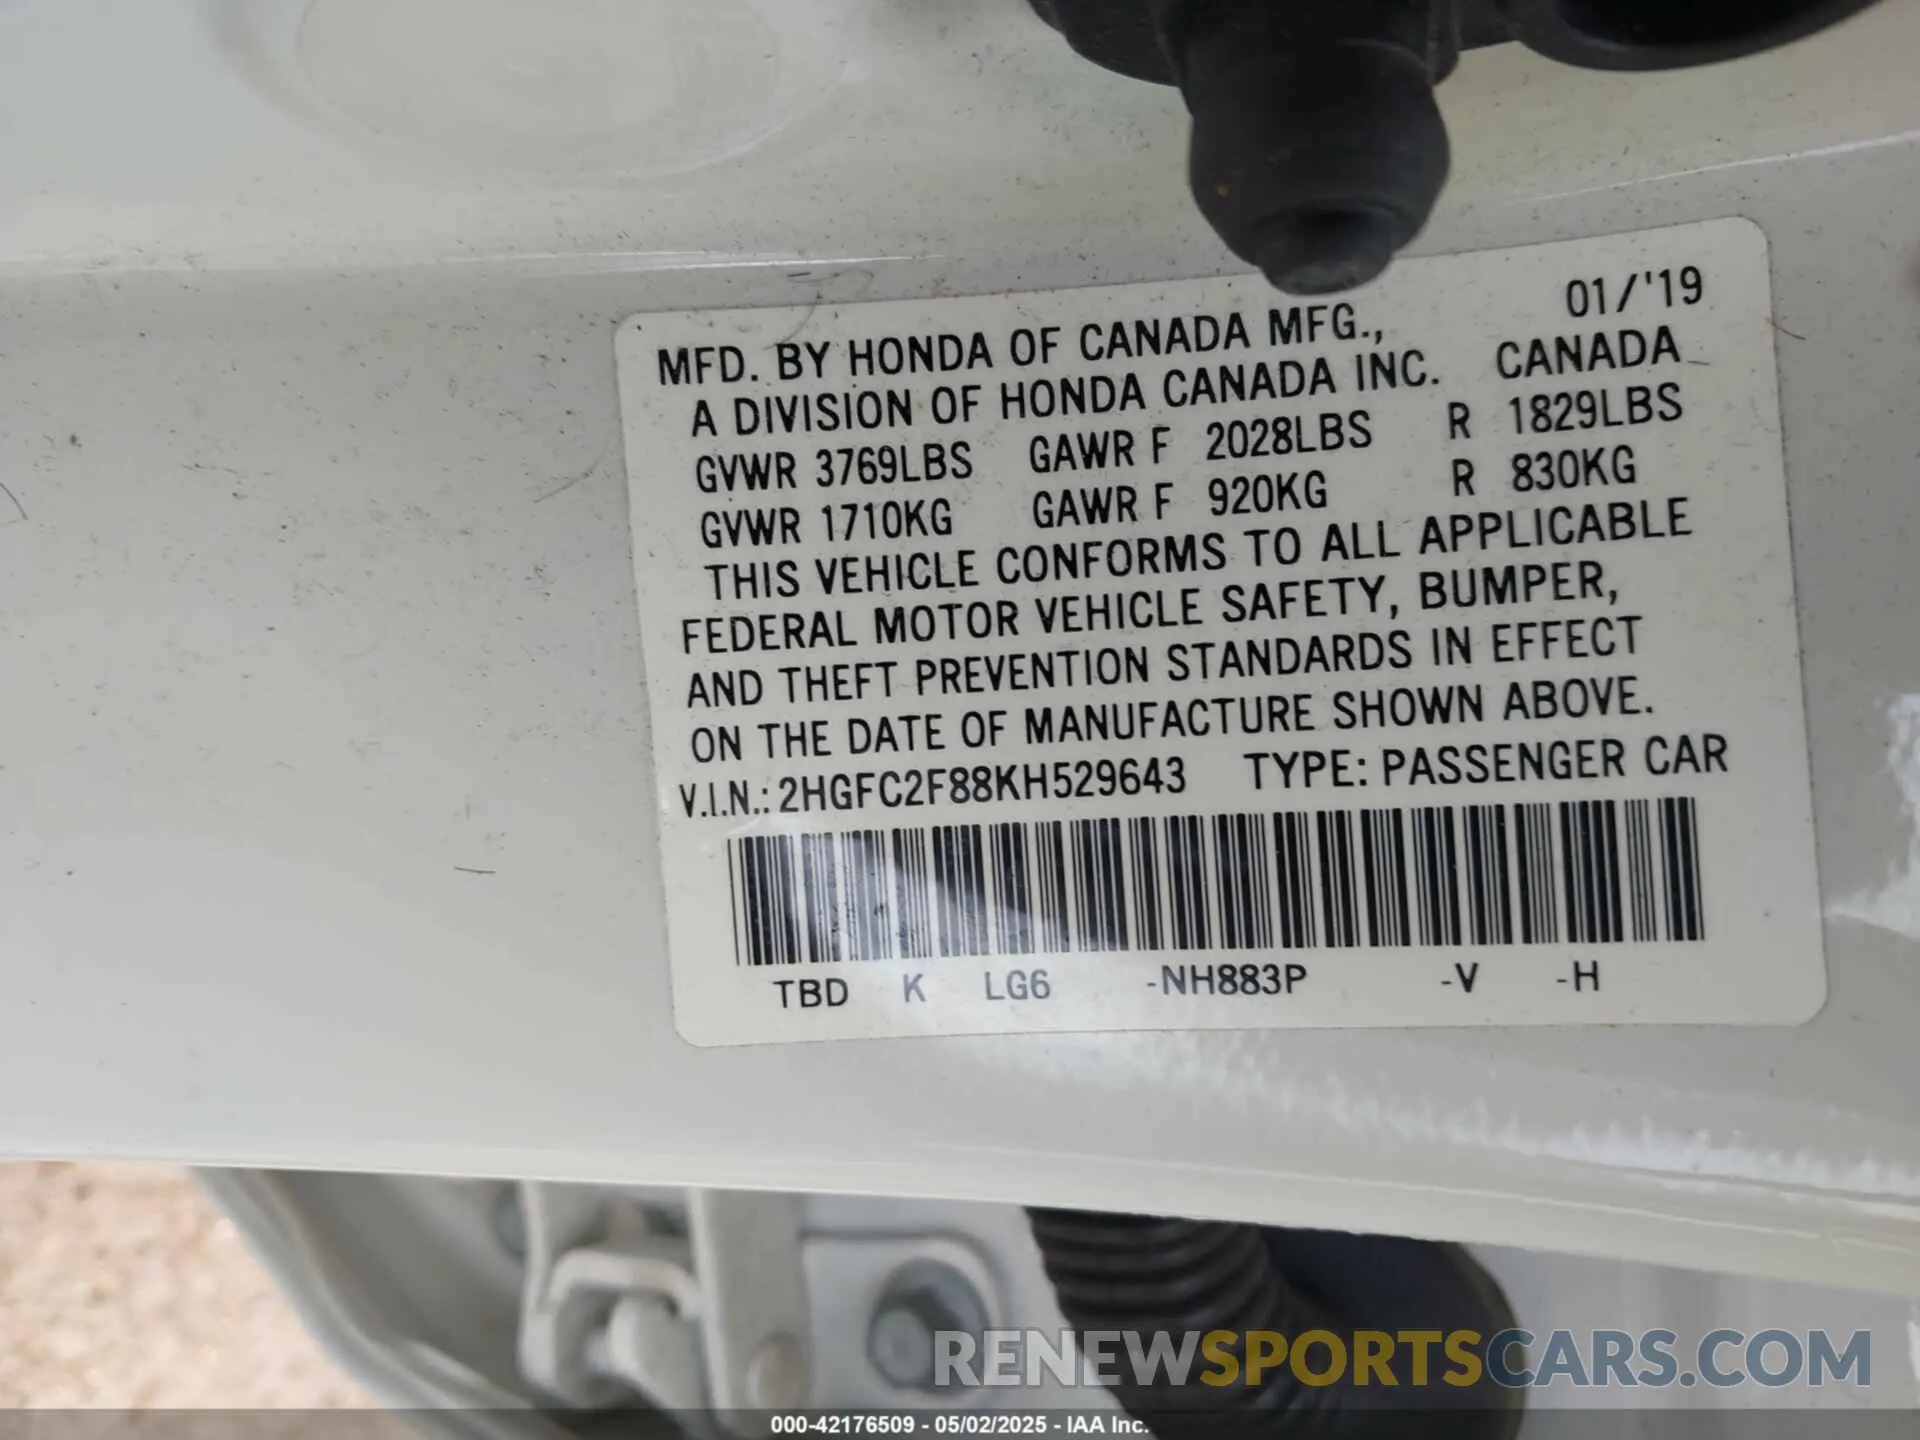 01/'19
MFD. BY HONDA OF CANADA MFG.,
A DIVISION OF HONDA CANADA INC. CANADA
GVWR 3769LBS GAWR F 2028LBS R 1829LBS
GVWR 1710KG GAWR F 920KG R 830KG
THIS VEHICLE CONFORMS TO ALL APPLICABLE
FEDERAL MOTOR VEHICLE SAFETY, BUMPER,
AND THEFT PREVENTION STANDARDS IN EFFECT
ON THE DATE OF MANUFACTURE SHOWN ABOVE.
V.I.N.: 2HGFC2F88KH529643 TYPE: PASSENGER CAR
TBD K LG6 -NH883P -V -H
RENEWSPORTSCARS.COM
000-42176509 - 05/02/2025 - IAA Inc.